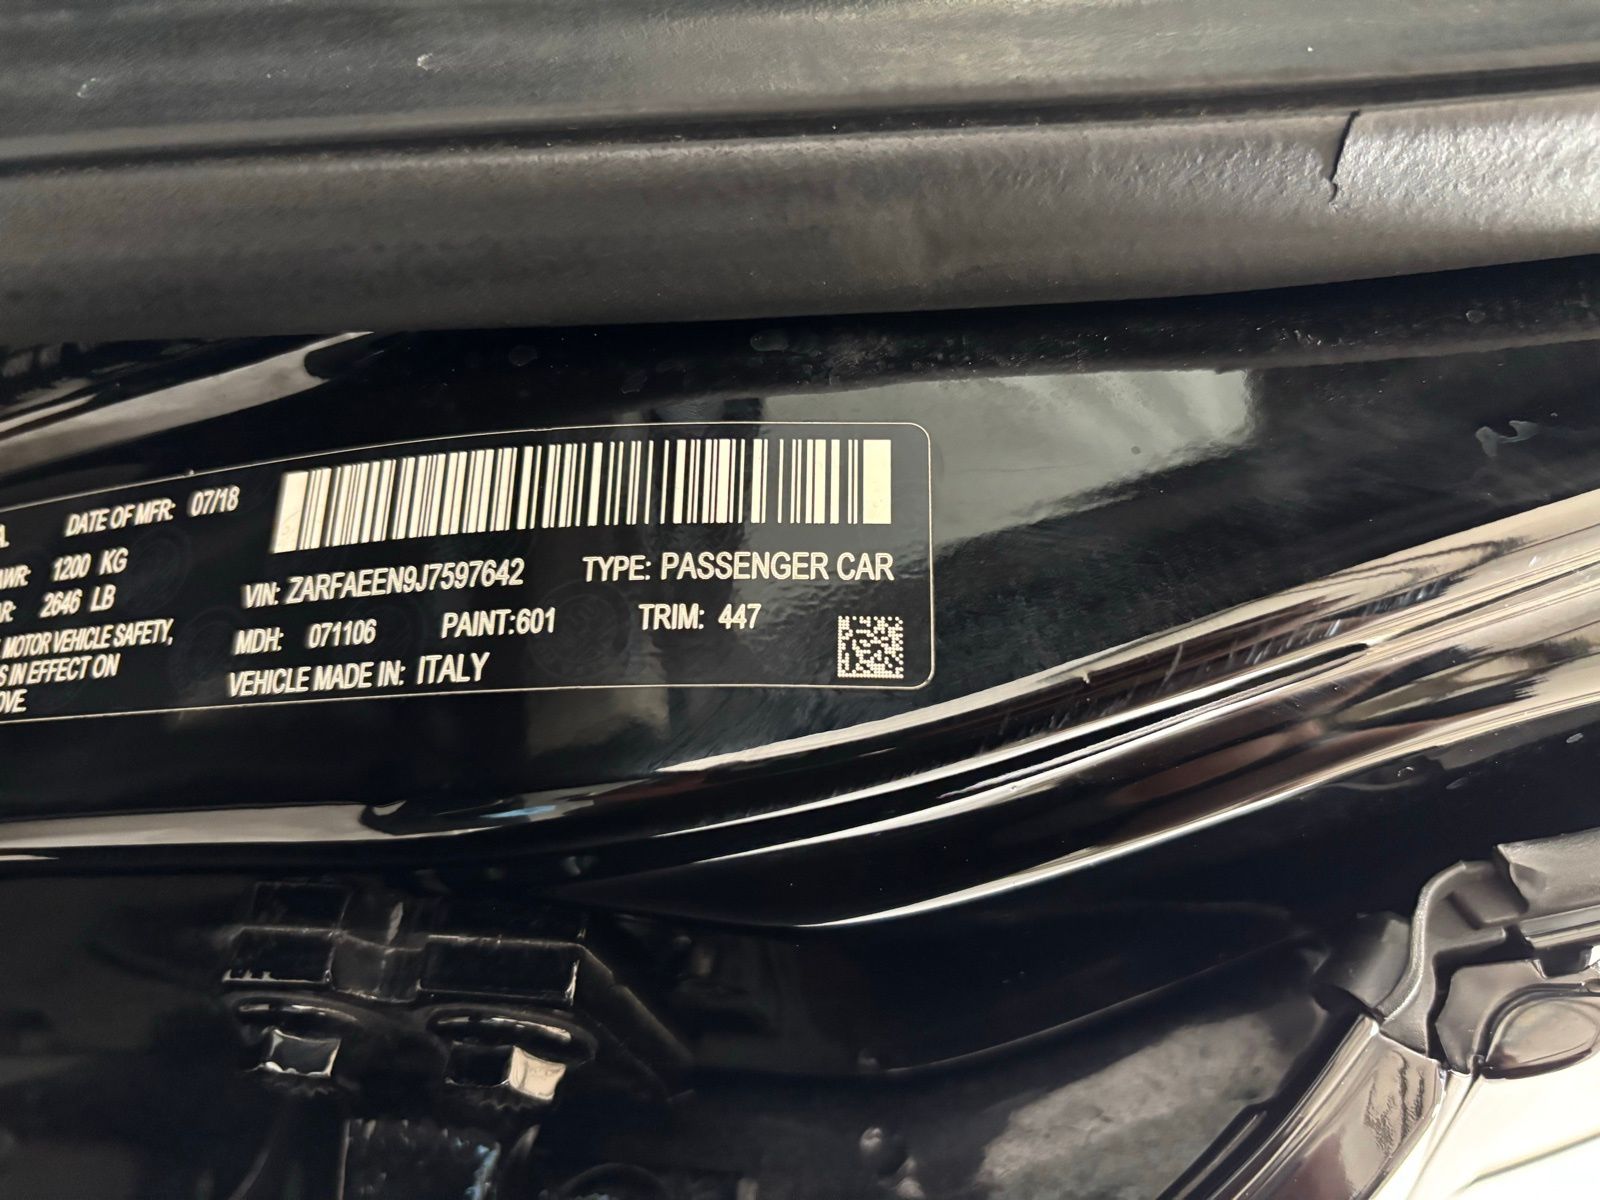 DATE OF MFR: 07/18
1200 KG
2646 LB
MOTOR VEHICLE SAFETY,
IN EFFECT ON
VIN: ZARFAEEN9J7597642 TYPE: PASSENGER CAR
MDH: 071106 PAINT:601 TRIM: 447
VEHICLE MADE IN: ITALY